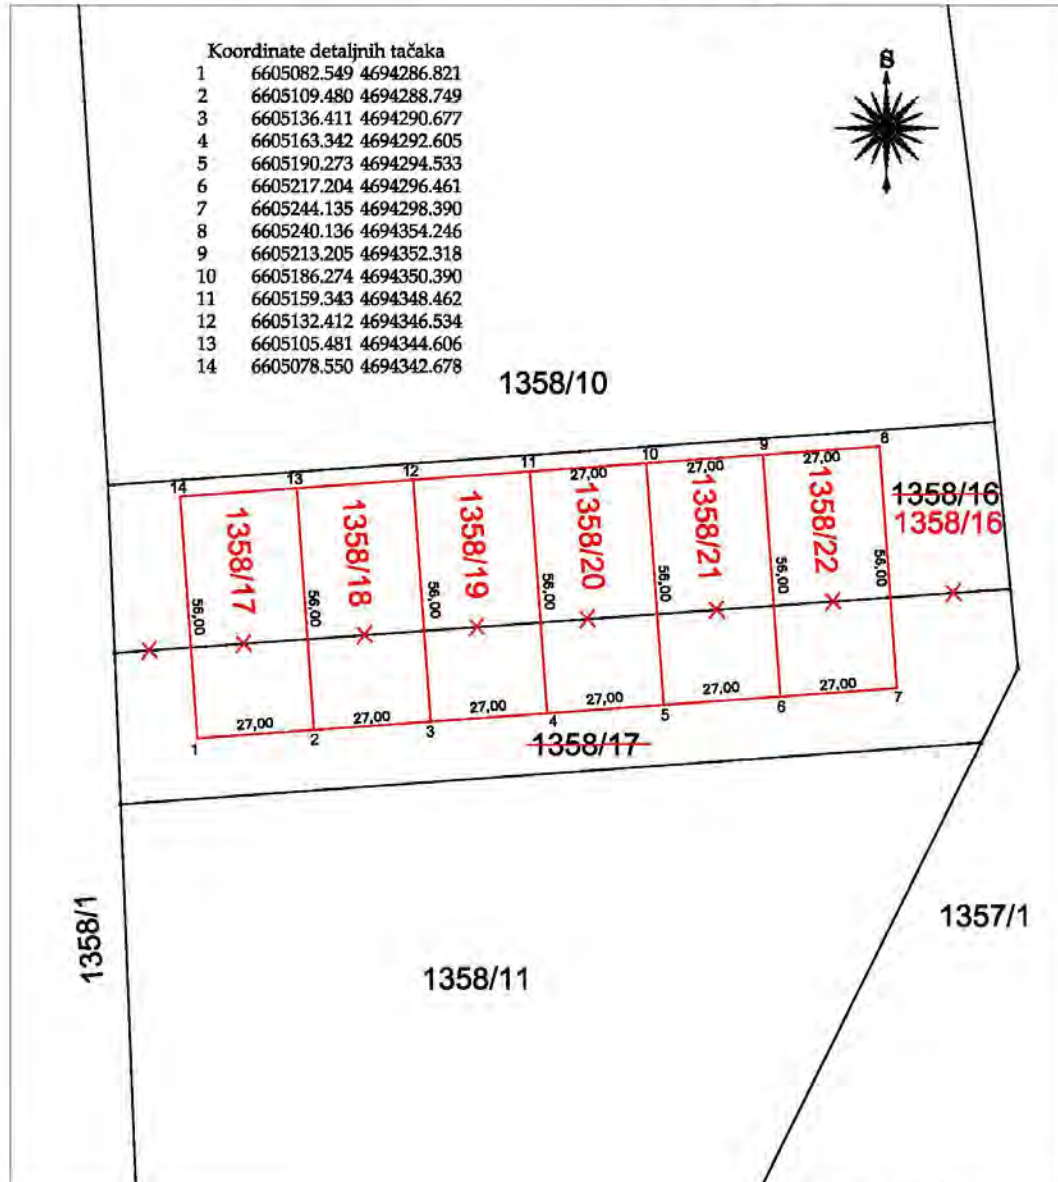 Koordinate detaljnih tačaka
1 6605082.549 4694286.821
2 6605109.480 4694288.749
3 6605136.411 4694290.677
4 6605163.342 4694292.605
5 6605190.273 4694294.533
6 6605217.204 4694296.461
7 6605244.135 4694298.390
8 6605240.136 4694354.246
9 6605213.205 4694352.318
10 6605186.274 4694350.390
11 6605159.343 4694348.462
12 6605132.412 4694346.534
13 6605105.481 4694344.606
14 6605078.550 4694342.678
S
1358/10
14
13
12
11
10
9
8
27,00
27,00
27,00
1358/16
1358/16
1358/17
1358/18
1358/19
1358/20
1358/21
1358/22
56,00
56,00
56,00
56,00
56,00
56,00
56,00
27,00
27,00
27,00
27,00
27,00
27,00
1
2
3
4
5
6
7
1358/17
1358/1
1358/11
1357/1